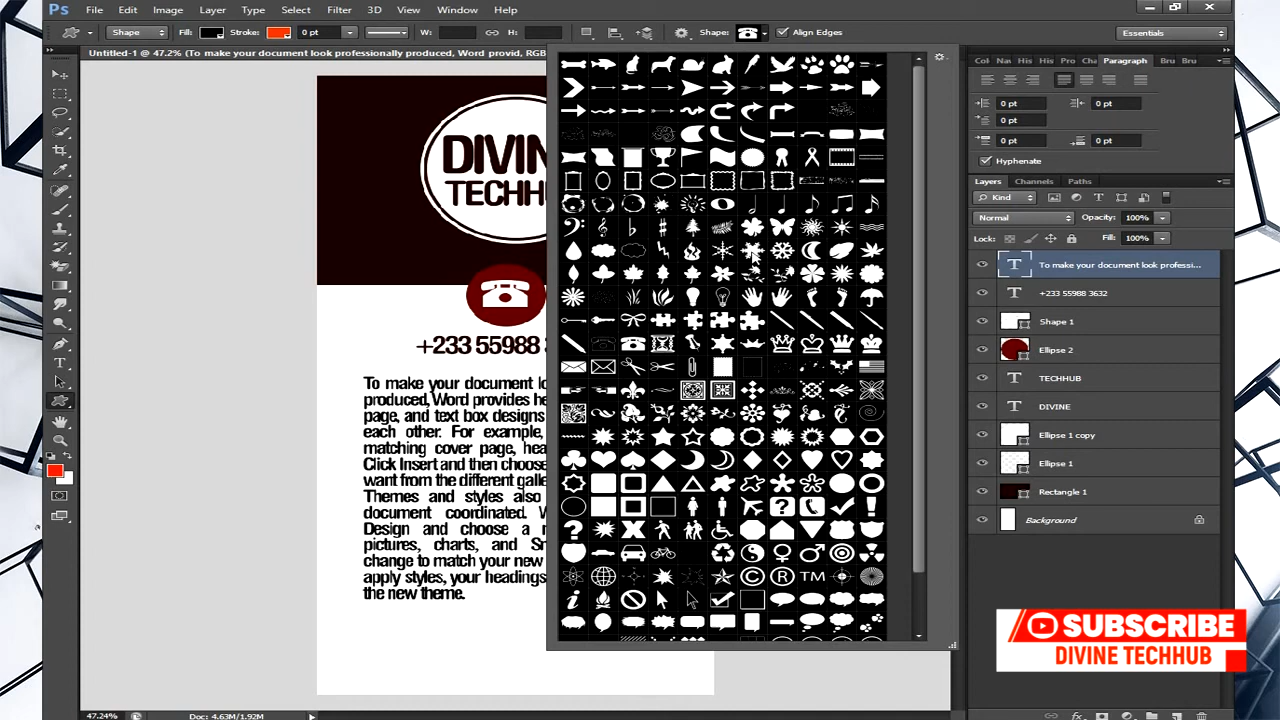 Ps File Edit Image Layer Type Select Filter 3D View Window Help
Shape Fill: Stroke: 0 pt W: H: Shape: Align Edges Essentials
Untitled-1 @ 47.2% (To make your document look professionally produced, Word provid, RGB
Col Nav His His Pro Cha Paragraph Bru Bru
0 pt 0 pt
0 pt
0 pt 0 pt
Hyphenate
Layers Channels Paths
Kind
Normal Opacity: 100%
Lock: Fill: 100%
To make your document look professi...
+233 55988 3632
Shape 1
Ellipse 2
TECHHUB
DIVINE
Ellipse 1 copy
Ellipse 1
Rectangle 1
Background
DIVIN
TECHHU
+233 55988
To make your document lo
produced, Word provides he
page, and text box designs
each other. For example,
matching cover page, hea
Click Insert and then choose
want from the different galle
Themes and styles also
document coordinated. W
Design and choose a n
pictures, charts, and Sm
change to match your new
apply styles, your headings
the new theme.
TM
SUBSCRIBE
DIVINE TECHHUB
47.24% Doc: 4.63M/1.92M